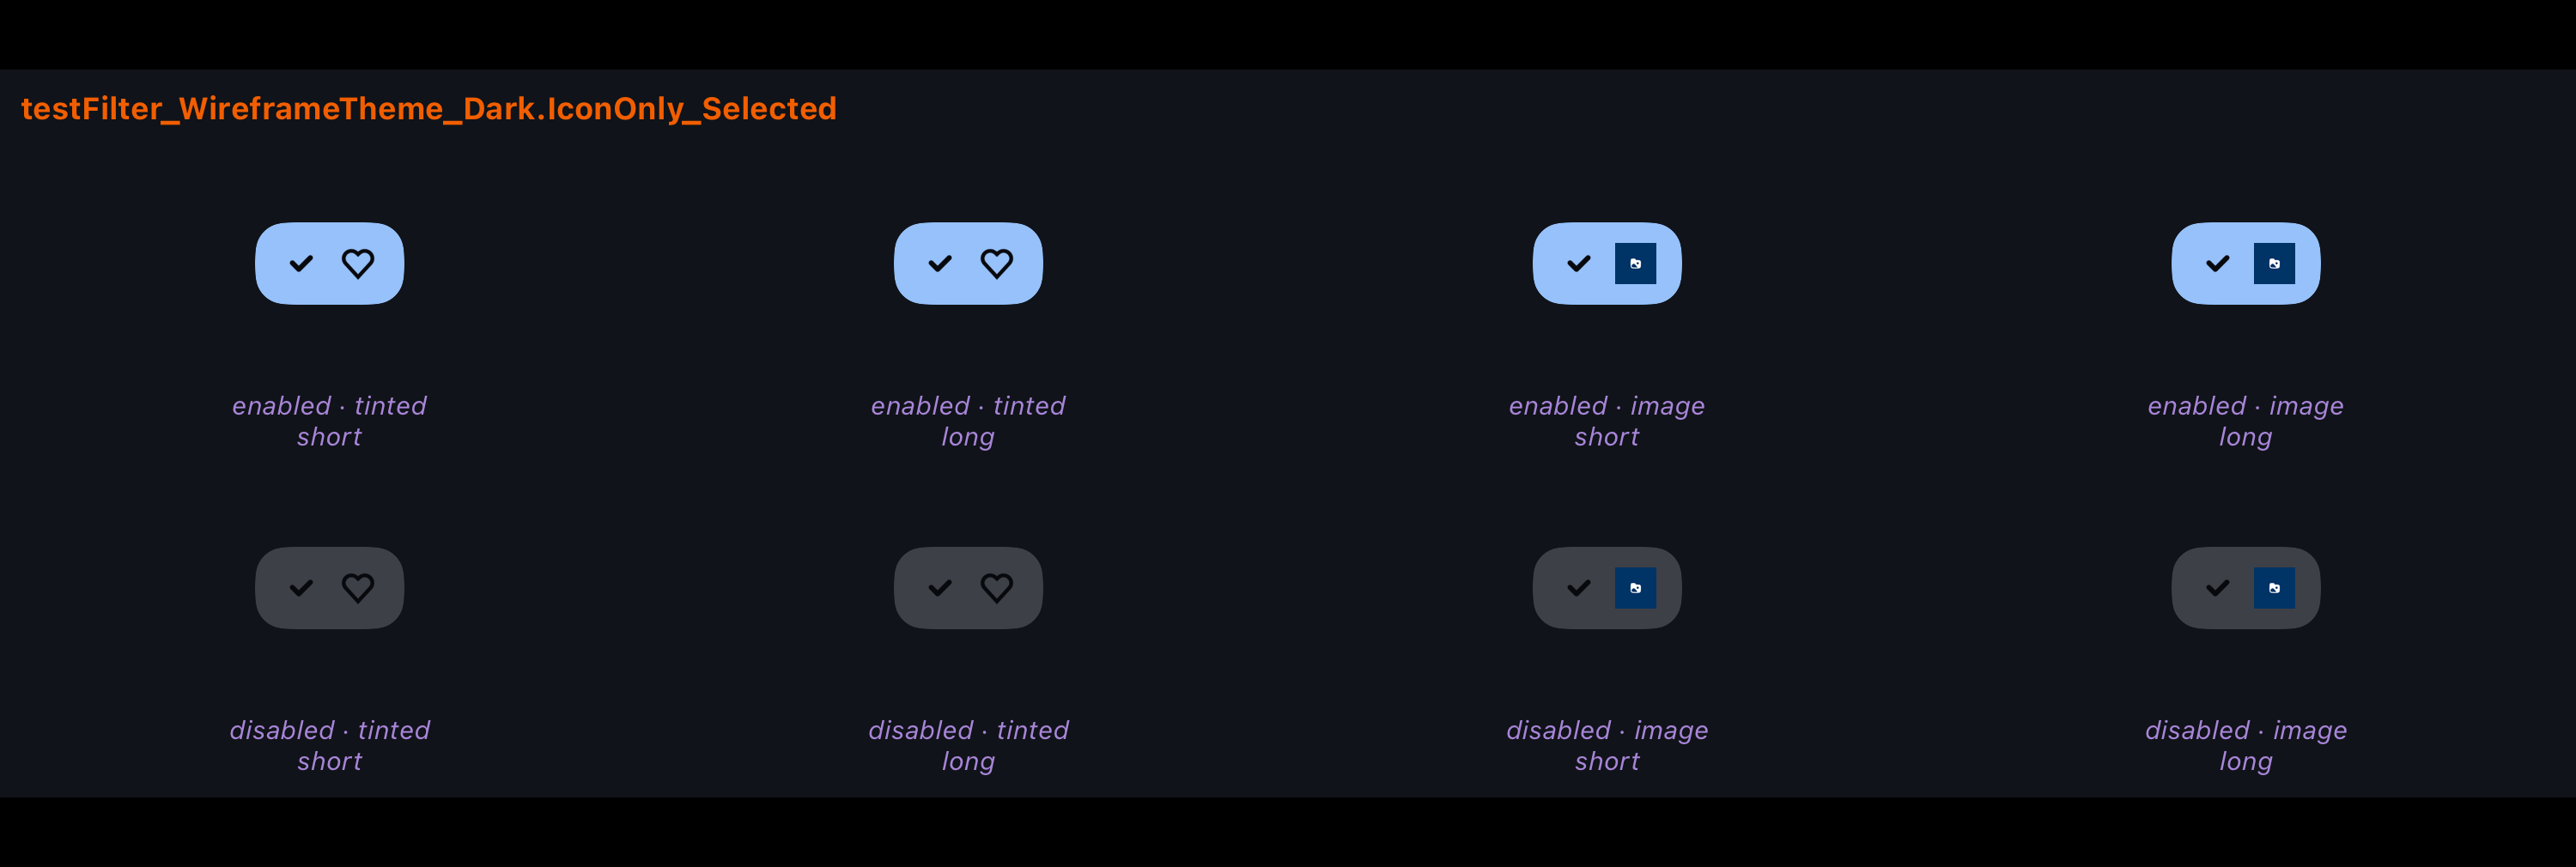 testFilter_WireframeTheme_Dark.IconOnly_Selected
enabled · tinted
short
enabled · tinted
long
enabled · image
short
enabled · image
long
disabled · tinted
short
disabled · tinted
long
disabled · image
short
disabled · image
long